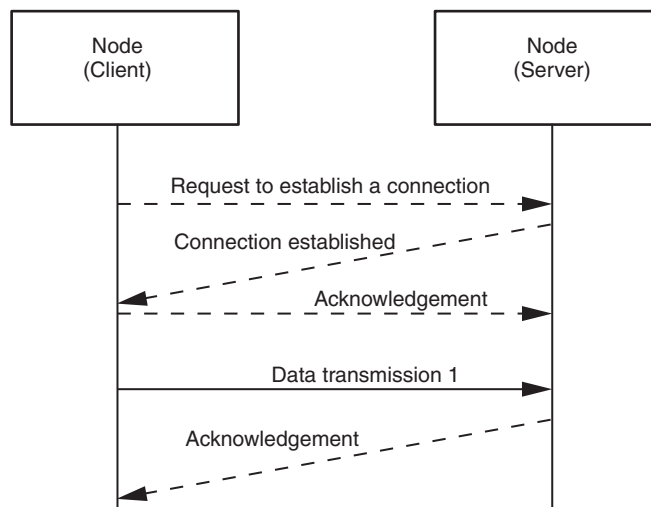 Node
(Client)
Node
(Server)
Request to establish a connection
Connection established
Acknowledgement
Data transmission 1
Acknowledgement